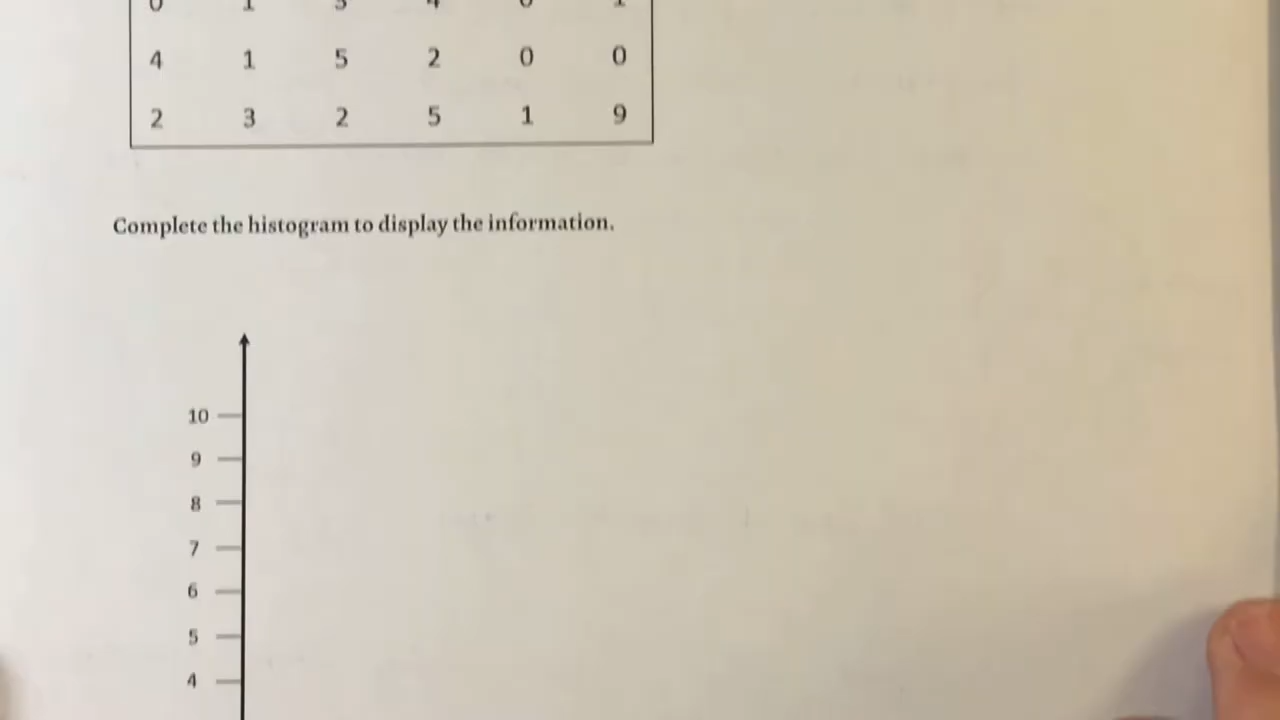 4 1 5 2 0 0
2 3 2 5 1 9
Complete the histogram to display the information.
10
9
8
7
6
5
4